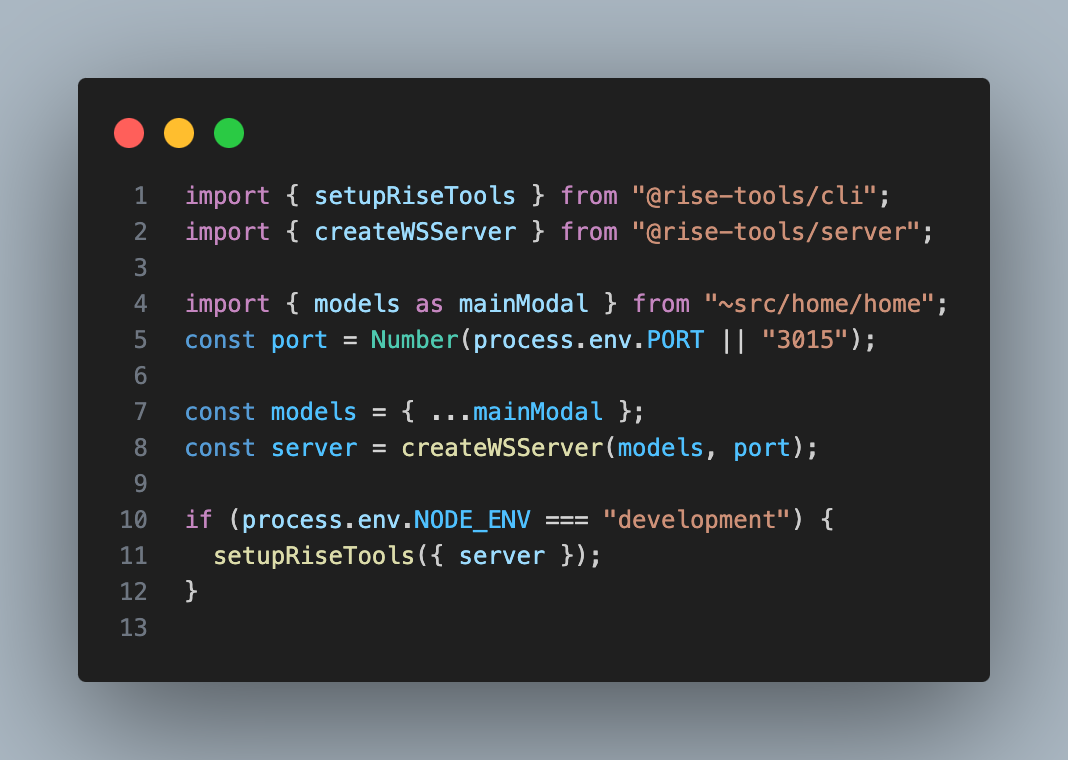 1 import { setupRiseTools } from "@rise-tools/cli";
2 import { createWSServer } from "@rise-tools/server";
3
4 import { models as mainModal } from "~src/home/home";
5 const port = Number(process.env.PORT || "3015");
6
7 const models = { ...mainModal };
8 const server = createWSServer(models, port);
9
10 if (process.env.NODE_ENV === "development") {
11   setupRiseTools({ server });
12 }
13